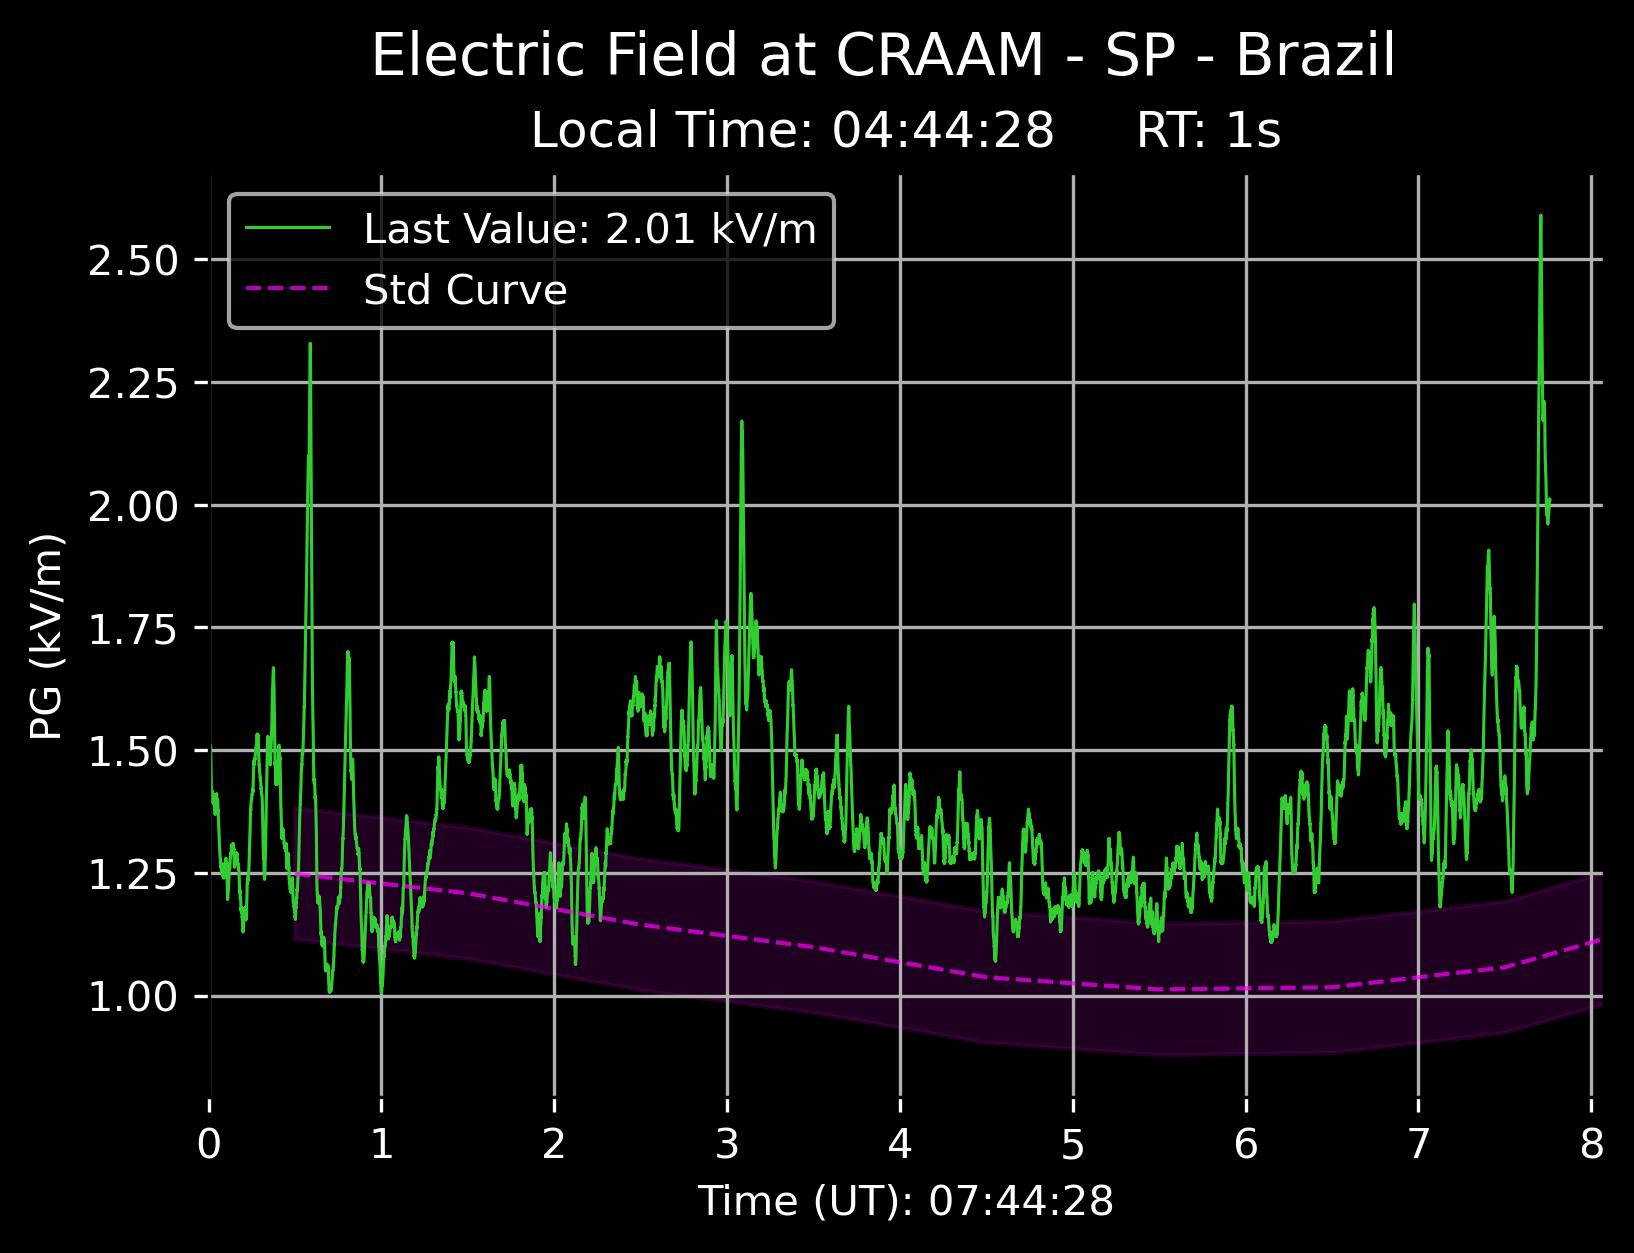 Electric Field at CRAAM - SP - Brazil
Local Time: 04:44:28 RT: 1s
Last Value: 2.01 kV/m
Std Curve
PG (kV/m)
2.50
2.25
2.00
1.75
1.50
1.25
1.00
0 1 2 3 4 5 6 7 8
Time (UT): 07:44:28